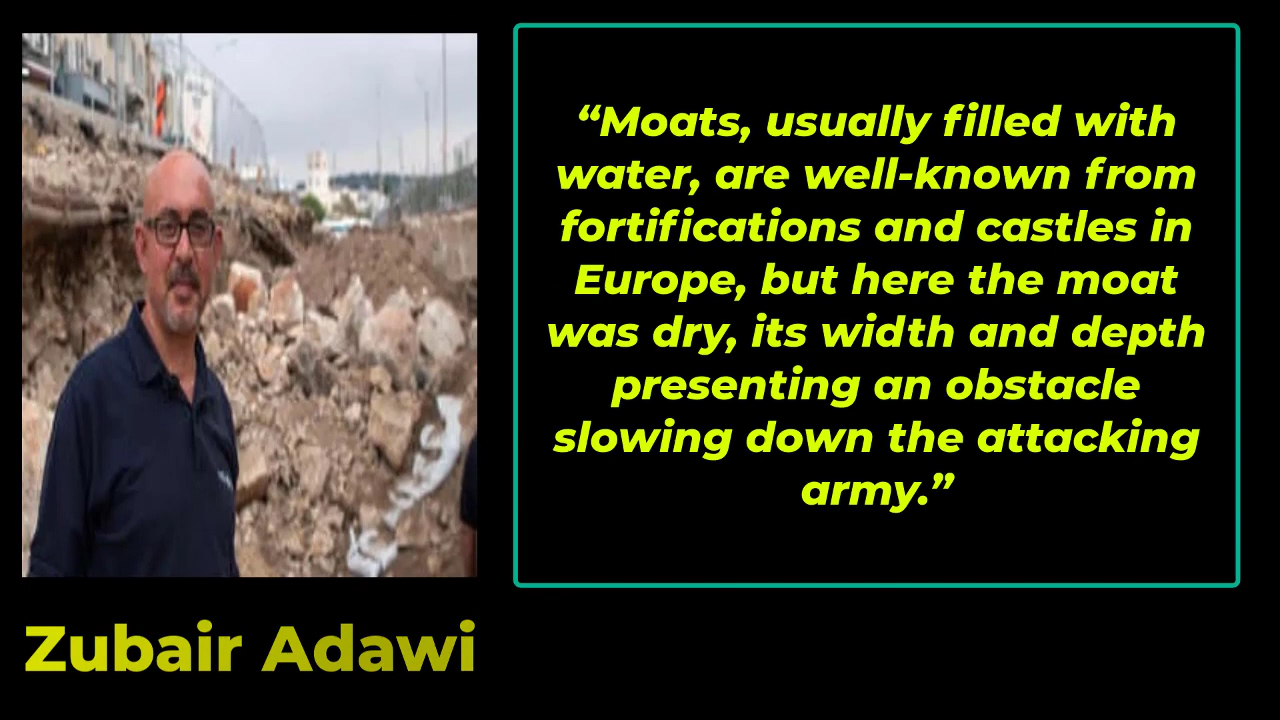 “Moats, usually filled with
water, are well-known from
fortifications and castles in
Europe, but here the moat
was dry, its width and depth
presenting an obstacle
slowing down the attacking
army.”
Zubair Adawi